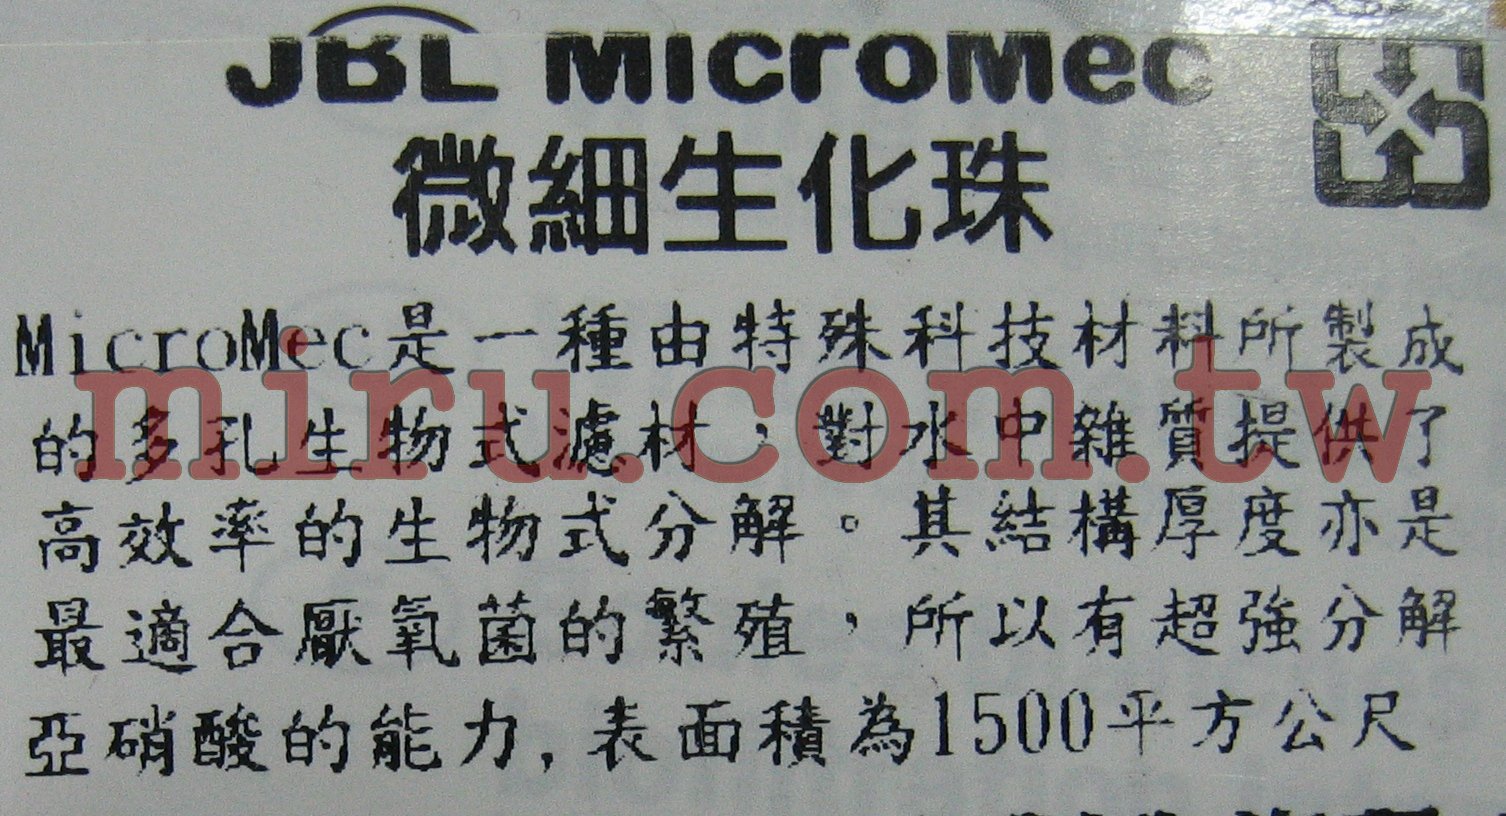 JBL MicroMec
微細生化珠
MicroMec是一種由特殊科技材料所製成
的多孔生物式濾材，對水中雜質提供了
高效率的生物式分解。其結構厚度亦是
最適合厭氧菌的繁殖，所以有超強分解
亞硝酸的能力,表面積為1500平方公尺
miru.com.tw